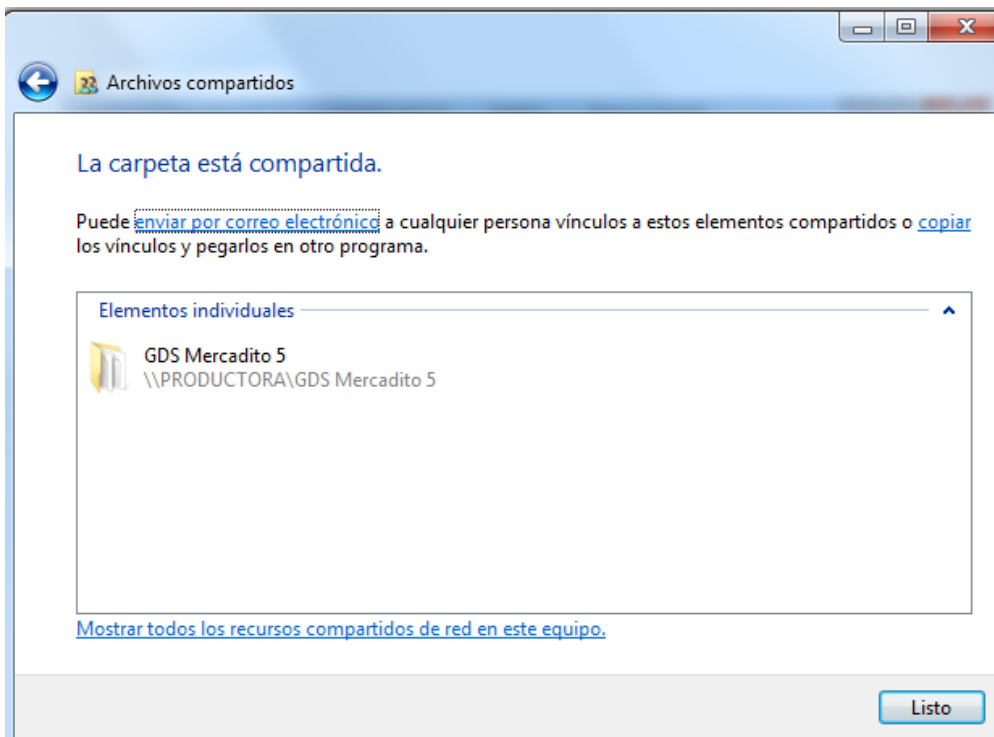 Archivos compartidos
La carpeta está compartida.
Puede enviar por correo electrónico a cualquier persona vínculos a estos elementos compartidos o copiar
los vínculos y pegarlos en otro programa.
Elementos individuales
GDS Mercadito 5
\\PRODUCTORA\GDS Mercadito 5
Mostrar todos los recursos compartidos de red en este equipo.
Listo